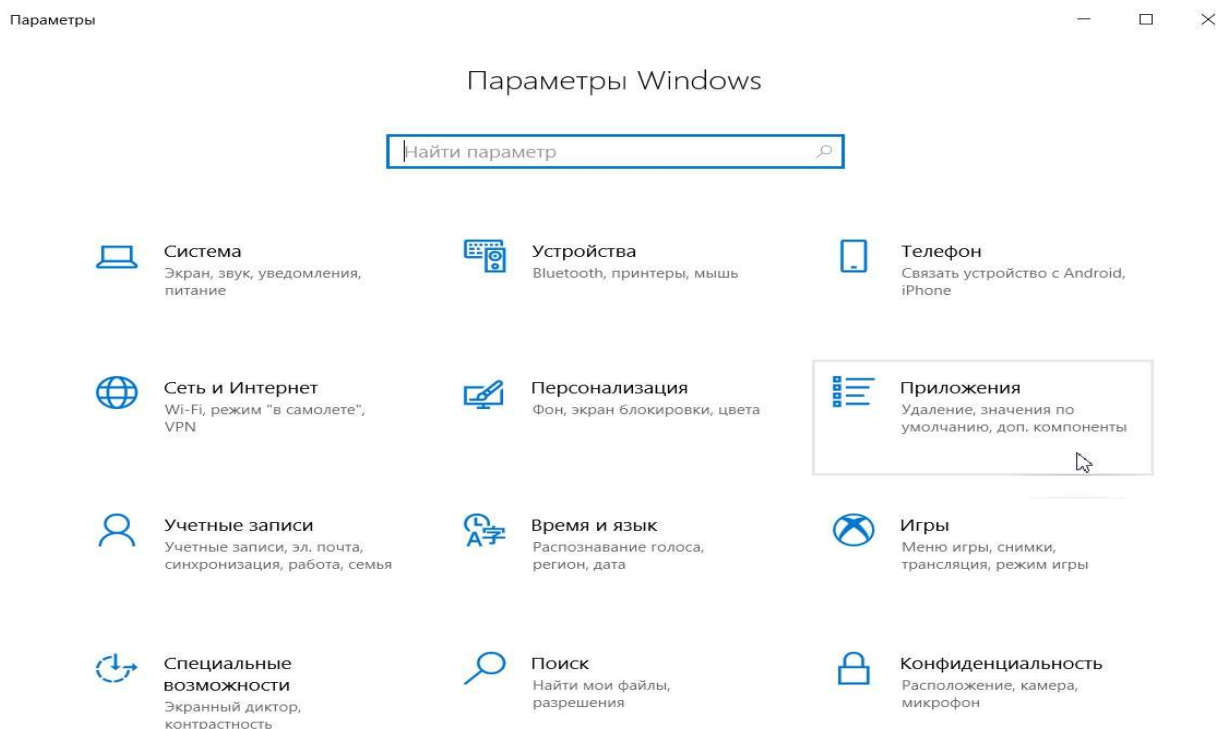 Параметры
Параметры Windows
Найти параметр
Система
Экран, звук, уведомления,
питание
Устройства
Bluetooth, принтеры, мышь
Телефон
Связать устройство с Android,
iPhone
Сеть и Интернет
Wi-Fi, режим "в самолете",
VPN
Персонализация
Фон, экран блокировки, цвета
Приложения
Удаление, значения по
умолчанию, доп. компоненты
Учетные записи
Учетные записи, эл. почта,
синхронизация, работа, семья
Время и язык
Распознавание голоса,
регион, дата
Игры
Меню игры, снимки,
трансляция, режим игры
Специальные
возможности
Экранный диктор,
контрастность
Поиск
Найти мои файлы,
разрешения
Конфиденциальность
Расположение, камера,
микрофон